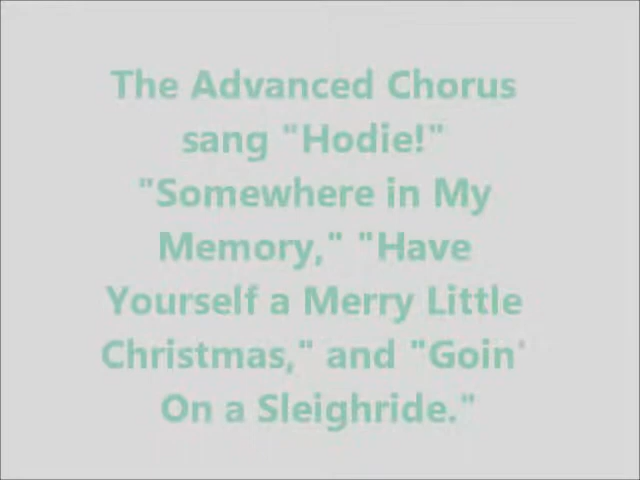 The Advanced Chorus
sang "Hodie!"
"Somewhere in My
Memory," "Have
Yourself a Merry Little
Christmas," and "Goin'
On a Sleighride."